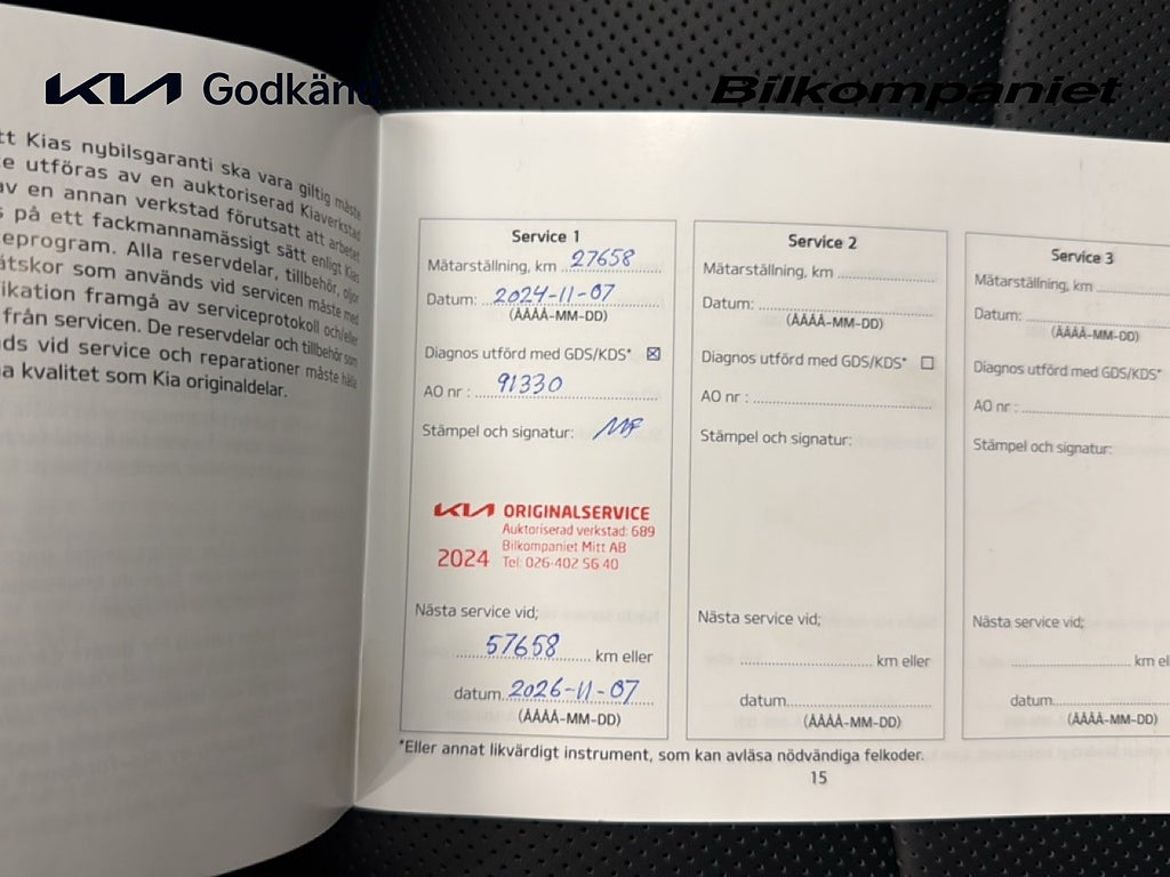 KIA Godkänd
Bilkompaniet
tt Kias nybilsgaranti ska vara giltig måste
te utföras av en auktoriserad Kiaverkstad
av en annan verkstad förutsatt att arbetet
s på ett fackmannamässigt sätt enligt Kias
ceprogram. Alla reservdelar, tillbehör, oljor
åtskor som används vid servicen måste med
ikation framgå av serviceprotokoll och/eller
från servicen. De reservdelar och tillbehör som
ds vid service och reparationer måste hålla
a kvalitet som Kia originaldelar.
Service 1
Mätarställning, km 27658
Datum: 2024-11-07
(ÅÅÅÅ-MM-DD)
Diagnos utförd med GDS/KDS* ☒
AO nr : 91330
Stämpel och signatur: MF
KIA ORIGINALSERVICE
Auktoriserad verkstad: 689
Bilkompaniet Mitt AB
2024 Tel: 026-402 56 40
Nästa service vid;
57658 km eller
datum. 2026-11-07
(ÅÅÅÅ-MM-DD)
Service 2
Mätarställning, km
Datum:
(ÅÅÅÅ-MM-DD)
Diagnos utförd med GDS/KDS* ☐
AO nr :
Stämpel och signatur:
Nästa service vid;
km eller
datum.
(ÅÅÅÅ-MM-DD)
Service 3
Mätarställning, km
Datum:
(ÅÅÅÅ-MM-DD)
Diagnos utförd med GDS/KDS*
AO nr :
Stämpel och signatur:
Nästa service vid;
km el
datum.
(ÅÅÅÅ-MM-DD)
*Eller annat likvärdigt instrument, som kan avläsa nödvändiga felkoder.
15